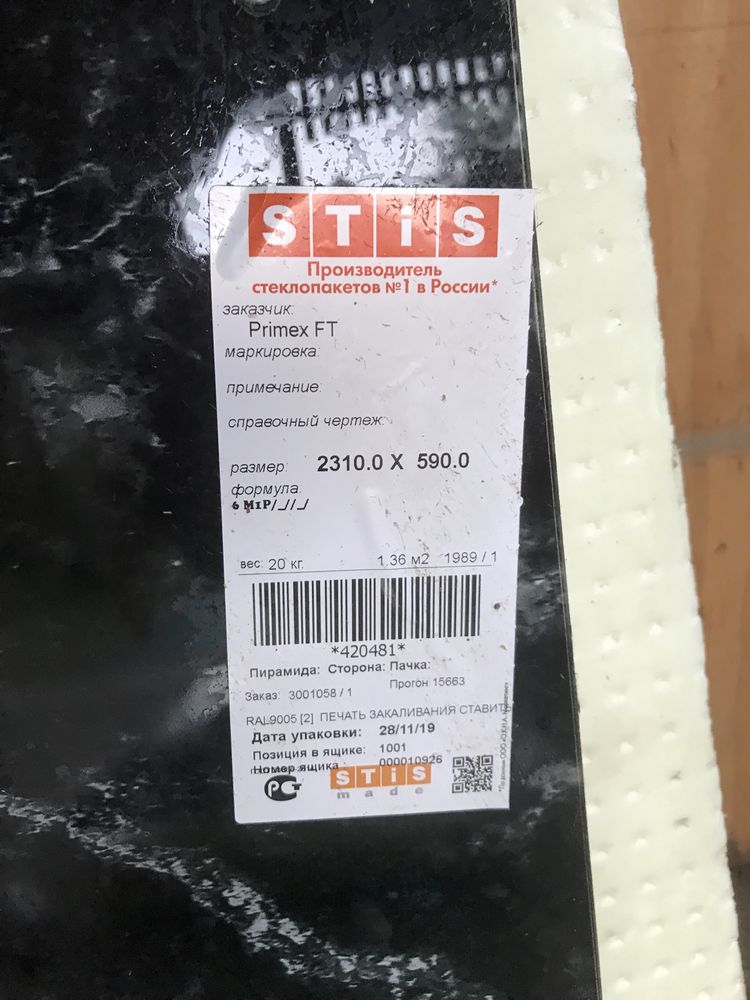 STiS
Производитель
стеклопакетов №1 в России*
заказчик:
Primex FT
маркировка:
примечание:
справочный чертеж:
размер: 2310.0 X 590.0
формула:
6 М1Р/_//_/
вес: 20 кг. 1.36 м2 1989 / 1
*420481*
Пирамида: Сторона: Пачка:
Прогон 15663
Заказ: 3001058 / 1
RAL9005 [2] ПЕЧАТЬ ЗАКАЛИВАНИЯ СТАВИТЬ
Дата упаковки: 28/11/19
Позиция в ящике: 1001
Номер ящика: 000010926
РСТ
STiS
made